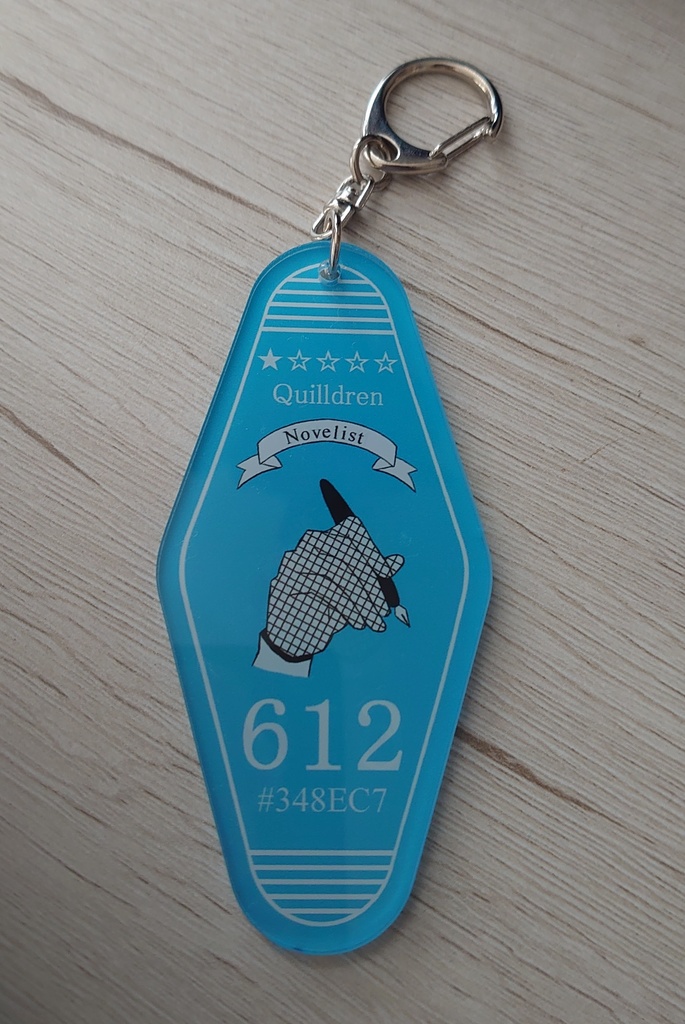 ★☆☆☆☆
Quilldren
Novelist
612
#348EC7